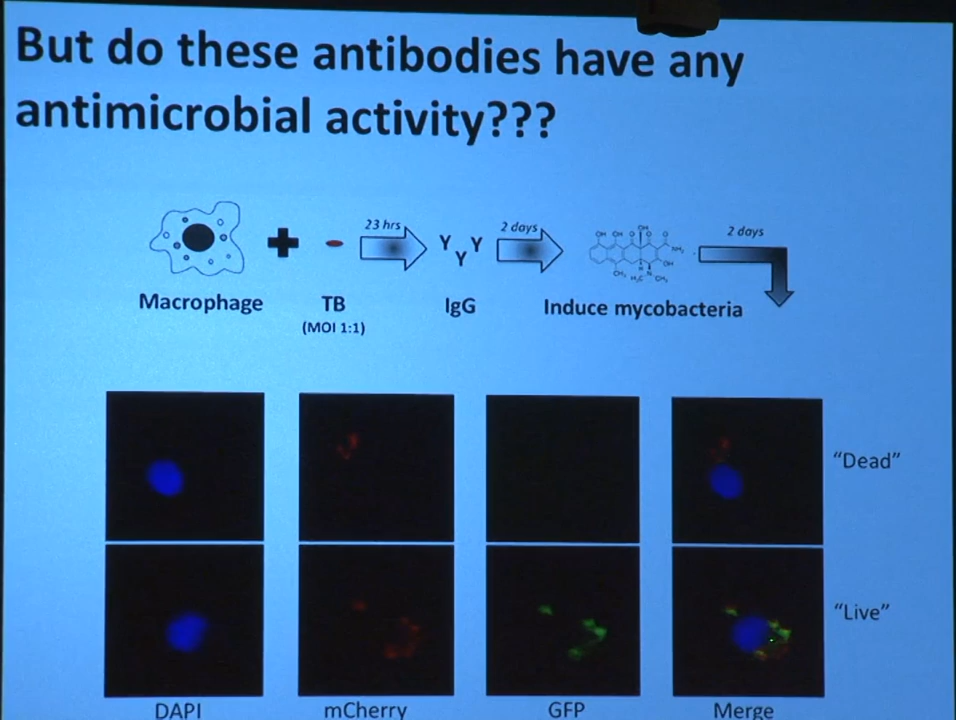 But do these antibodies have any
antimicrobial activity???
23 hrs
2 days
2 days
Y Y Y
Macrophage
TB
(MOI 1:1)
IgG
Induce mycobacteria
"Dead"
"Live"
DAPI
mCherry
GFP
Merge